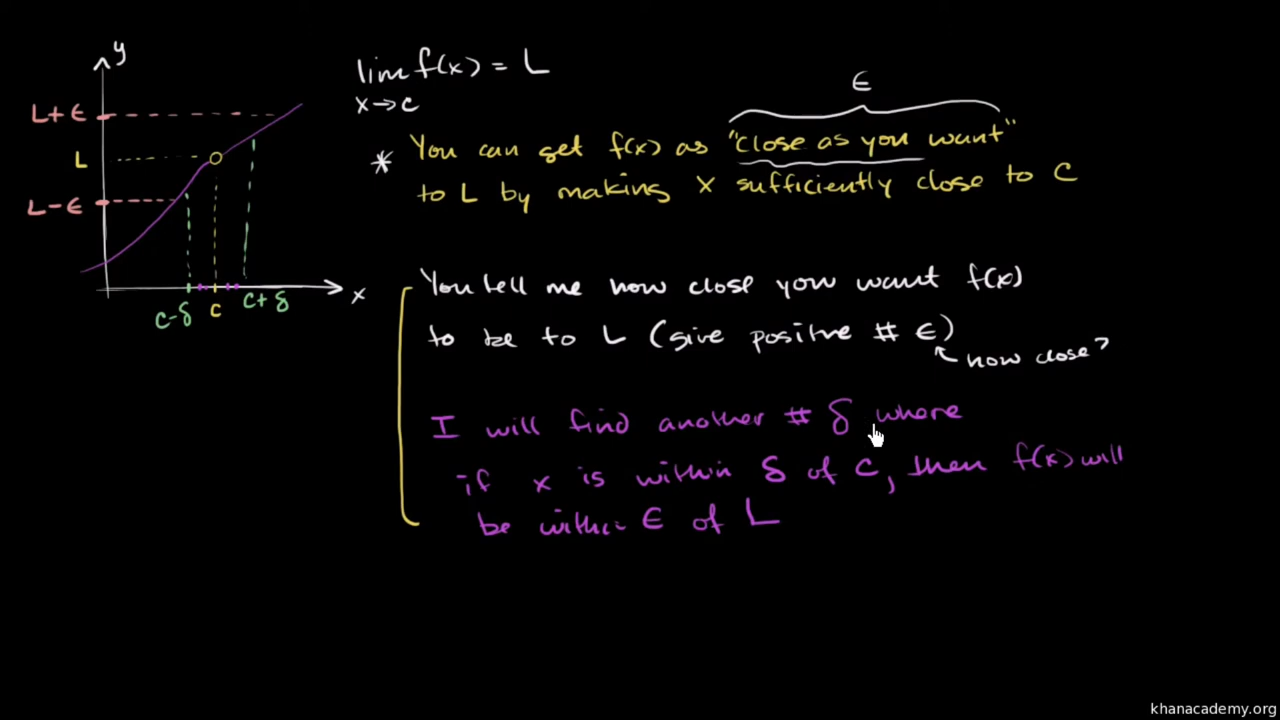 y
L+ε
L
L-ε
c-δ
c
c+δ
x
lim f(x) = L
x→c
ε
* You can get f(x) as "close as you want"
to L by making x sufficiently close to c
You tell me how close you want f(x)
to be to L (give positive # ε)
how close?
I will find another # δ where
if x is within δ of c, then f(x) will
be within ε of L
khanacademy.org